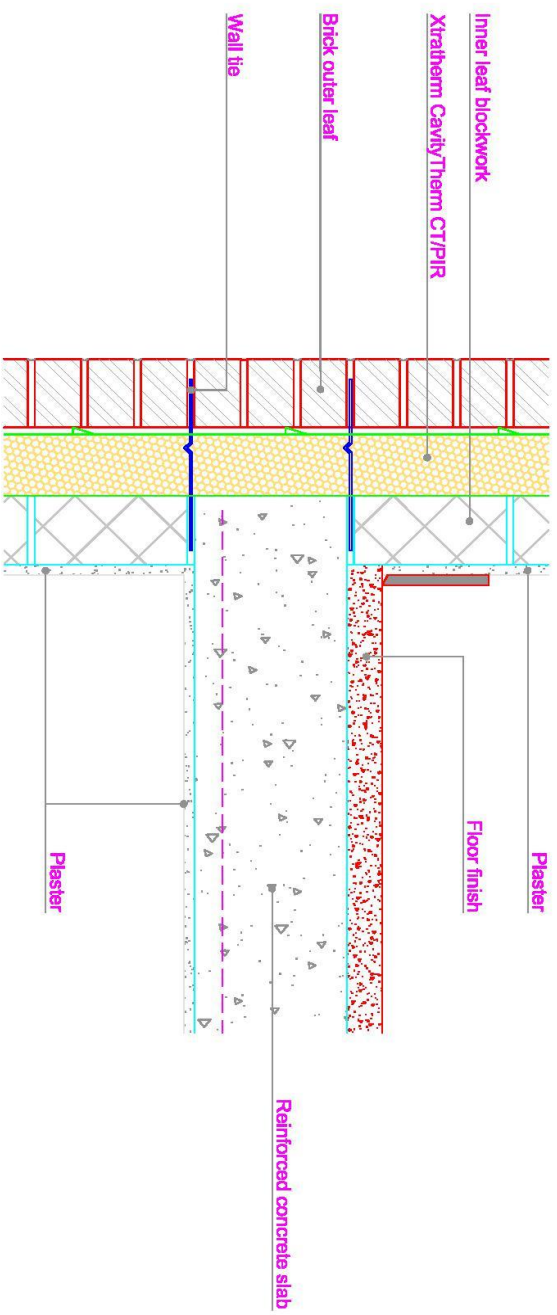 Inner leaf blockwork
Xtratherm CavityTherm CT/PIR
Brick outer leaf
Wall tie
Plaster
Floor finish
Plaster
Reinforced concrete slab